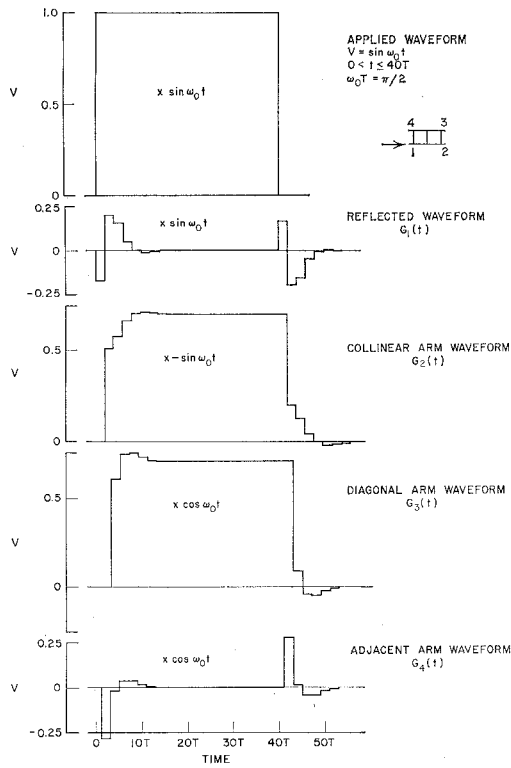 1.0
APPLIED WAVEFORM
V = sin ω₀t
0 < t ≤ 40T
ω₀T = π/2
V
0.5
x sin ω₀t
4 3
1 2
0
0.25
x sin ω₀t
REFLECTED WAVEFORM
G₁(t)
V
0
-0.25
0.5
x - sin ω₀t
COLLINEAR ARM WAVEFORM
G₂(t)
V
0
0.5
x cos ω₀t
DIAGONAL ARM WAVEFORM
G₃(t)
V
0
0.25
x cos ω₀t
ADJACENT ARM WAVEFORM
G₄(t)
V
0
-0.25
0 10T 20T 30T 40T 50T
TIME